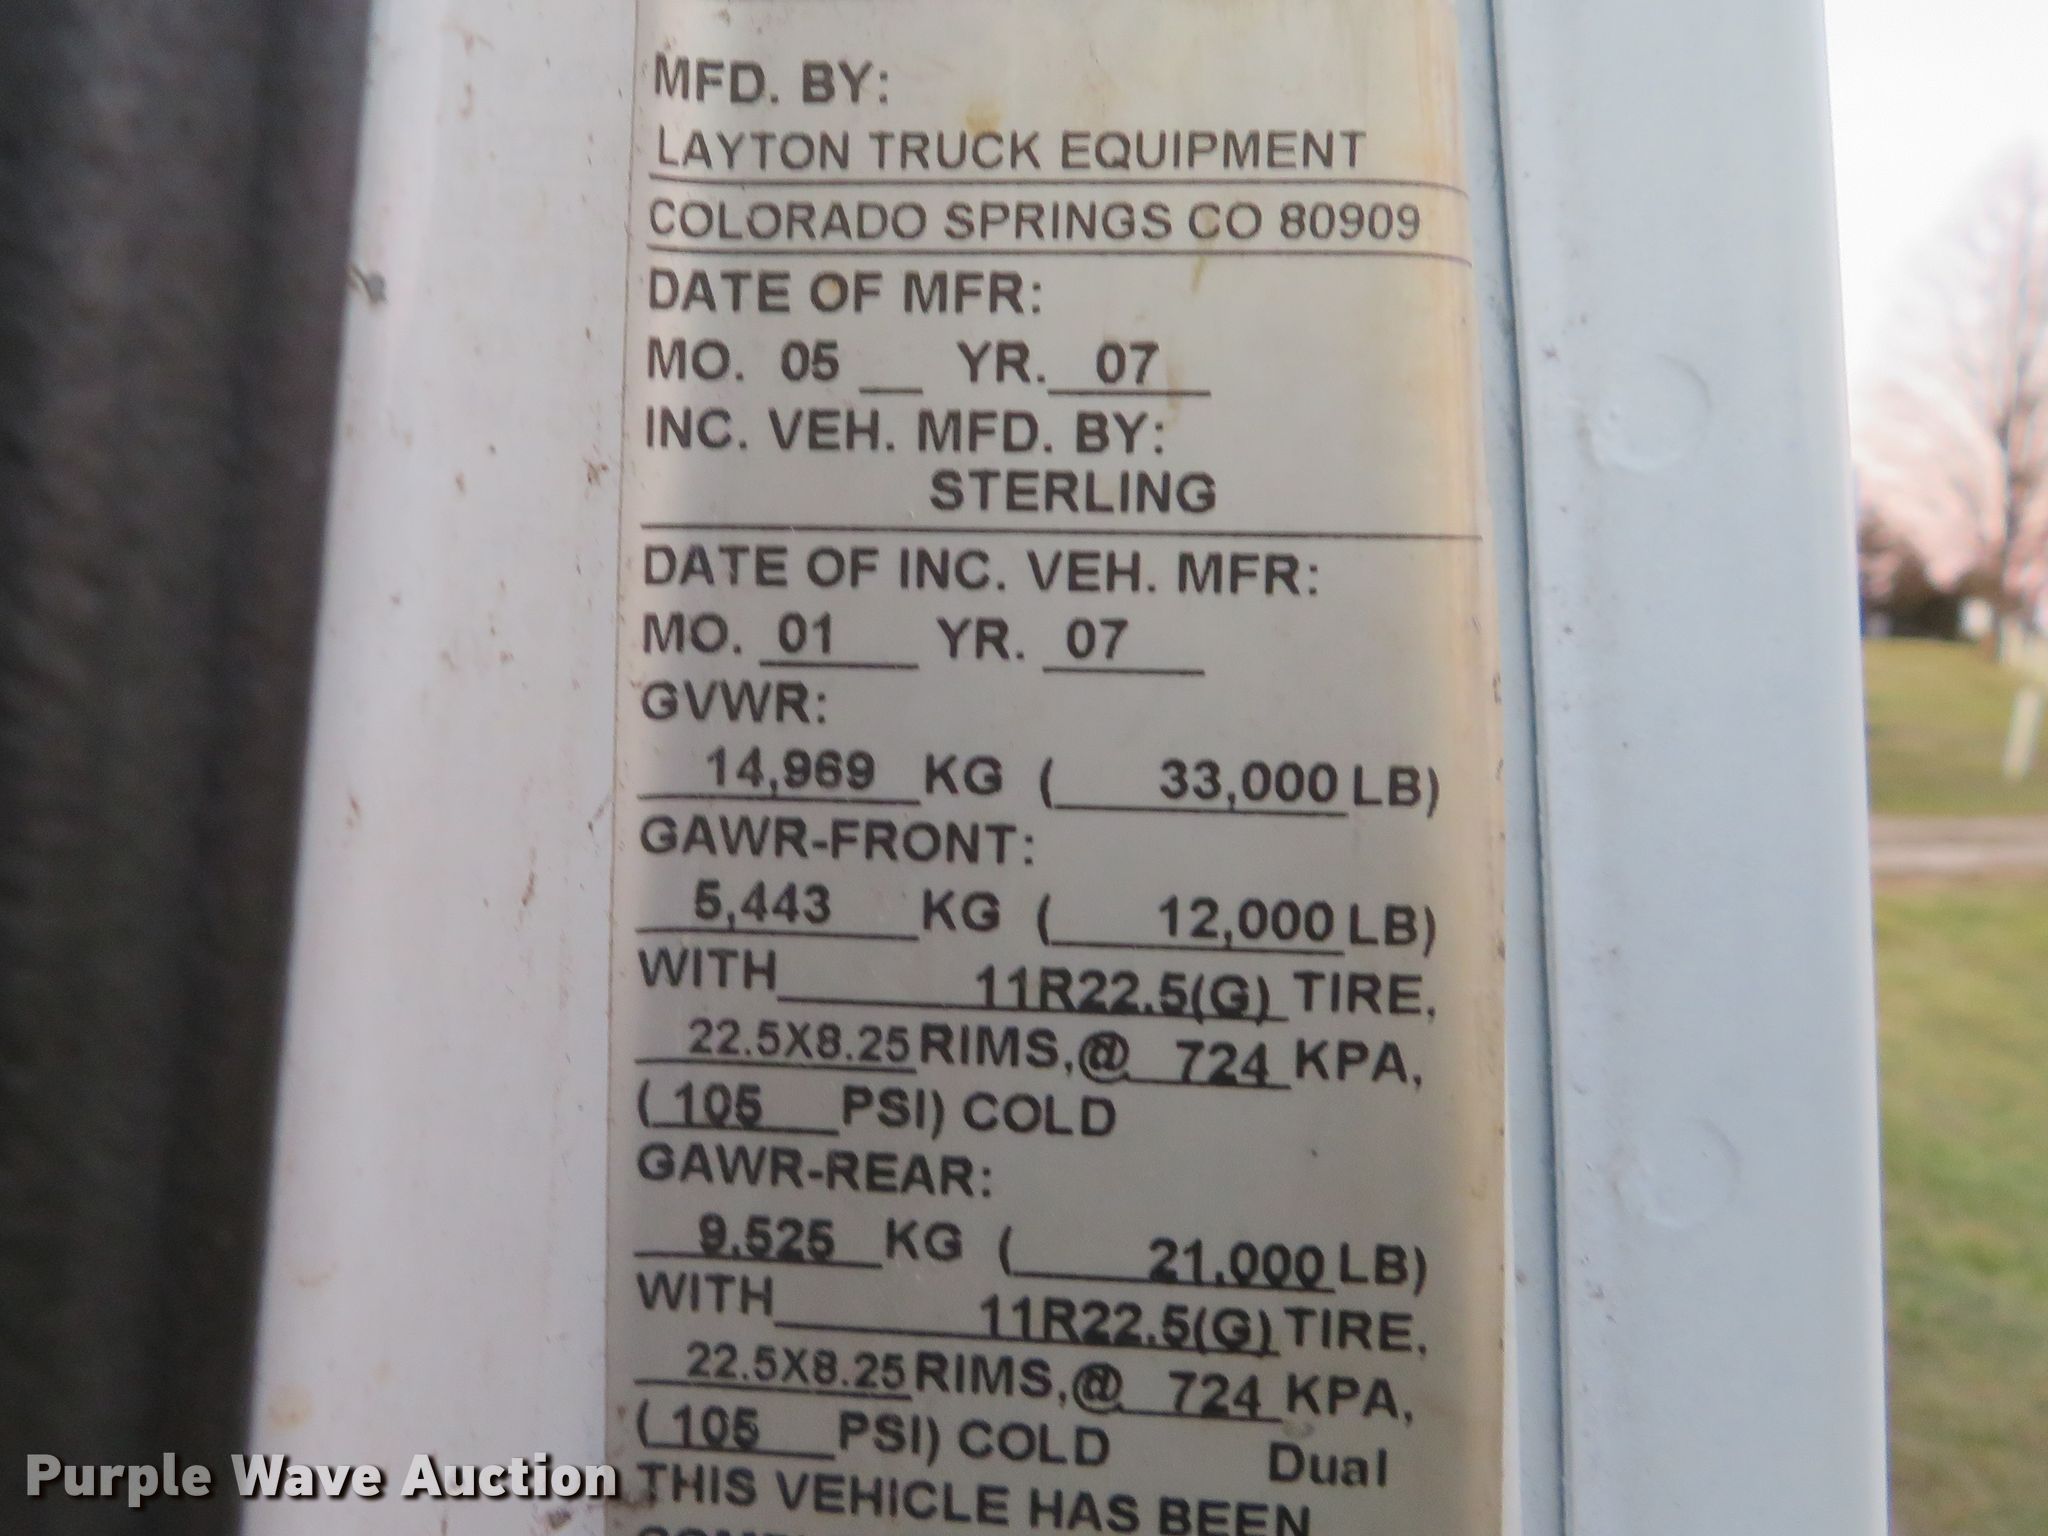 MFD. BY:
LAYTON TRUCK EQUIPMENT
COLORADO SPRINGS CO 80909
DATE OF MFR:
MO. 05 YR. 07
INC. VEH. MFD. BY:
STERLING
DATE OF INC. VEH. MFR:
MO. 01 YR. 07
GVWR:
14,969 KG ( 33,000 LB)
GAWR-FRONT:
5,443 KG ( 12,000 LB)
WITH 11R22.5(G) TIRE,
22.5X8.25 RIMS,@ 724 KPA,
( 105 PSI) COLD
GAWR-REAR:
9,525 KG ( 21,000 LB)
WITH 11R22.5(G) TIRE,
22.5X8.25 RIMS,@ 724 KPA,
( 105 PSI) COLD Dual
THIS VEHICLE HAS BEEN
Purple Wave Auction